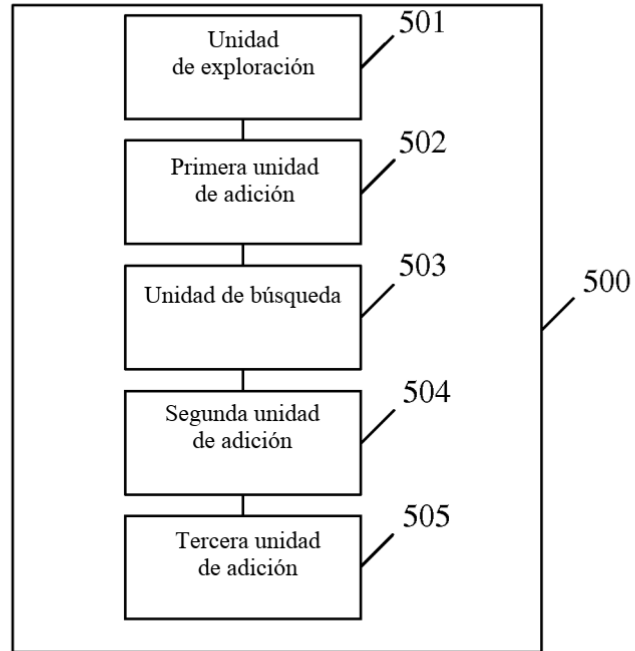 Unidad
de exploración
501
Primera unidad
de adición
502
Unidad de búsqueda
503
500
Segunda unidad
de adición
504
Tercera unidad
de adición
505